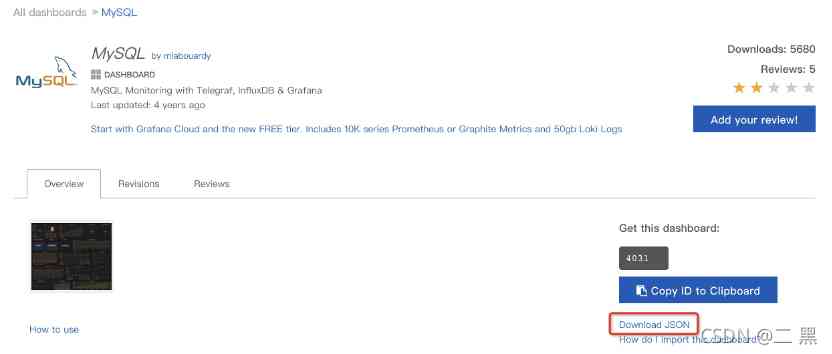 All dashboards » MySQL
MySQL by mlabouardy
DASHBOARD
MySQL Monitoring with Telegraf, InfluxDB & Grafana
Last updated: 4 years ago
Start with Grafana Cloud and the new FREE tier. Includes 10K series Prometheus or Graphite Metrics and 50gb Loki Logs
MySQL
Downloads: 5680
Reviews: 5
Add your review!
Overview
Revisions
Reviews
How to use
Get this dashboard:
4031
Copy ID to Clipboard
Download JSON
How do I import this dashboard?
CSDN @二 黑